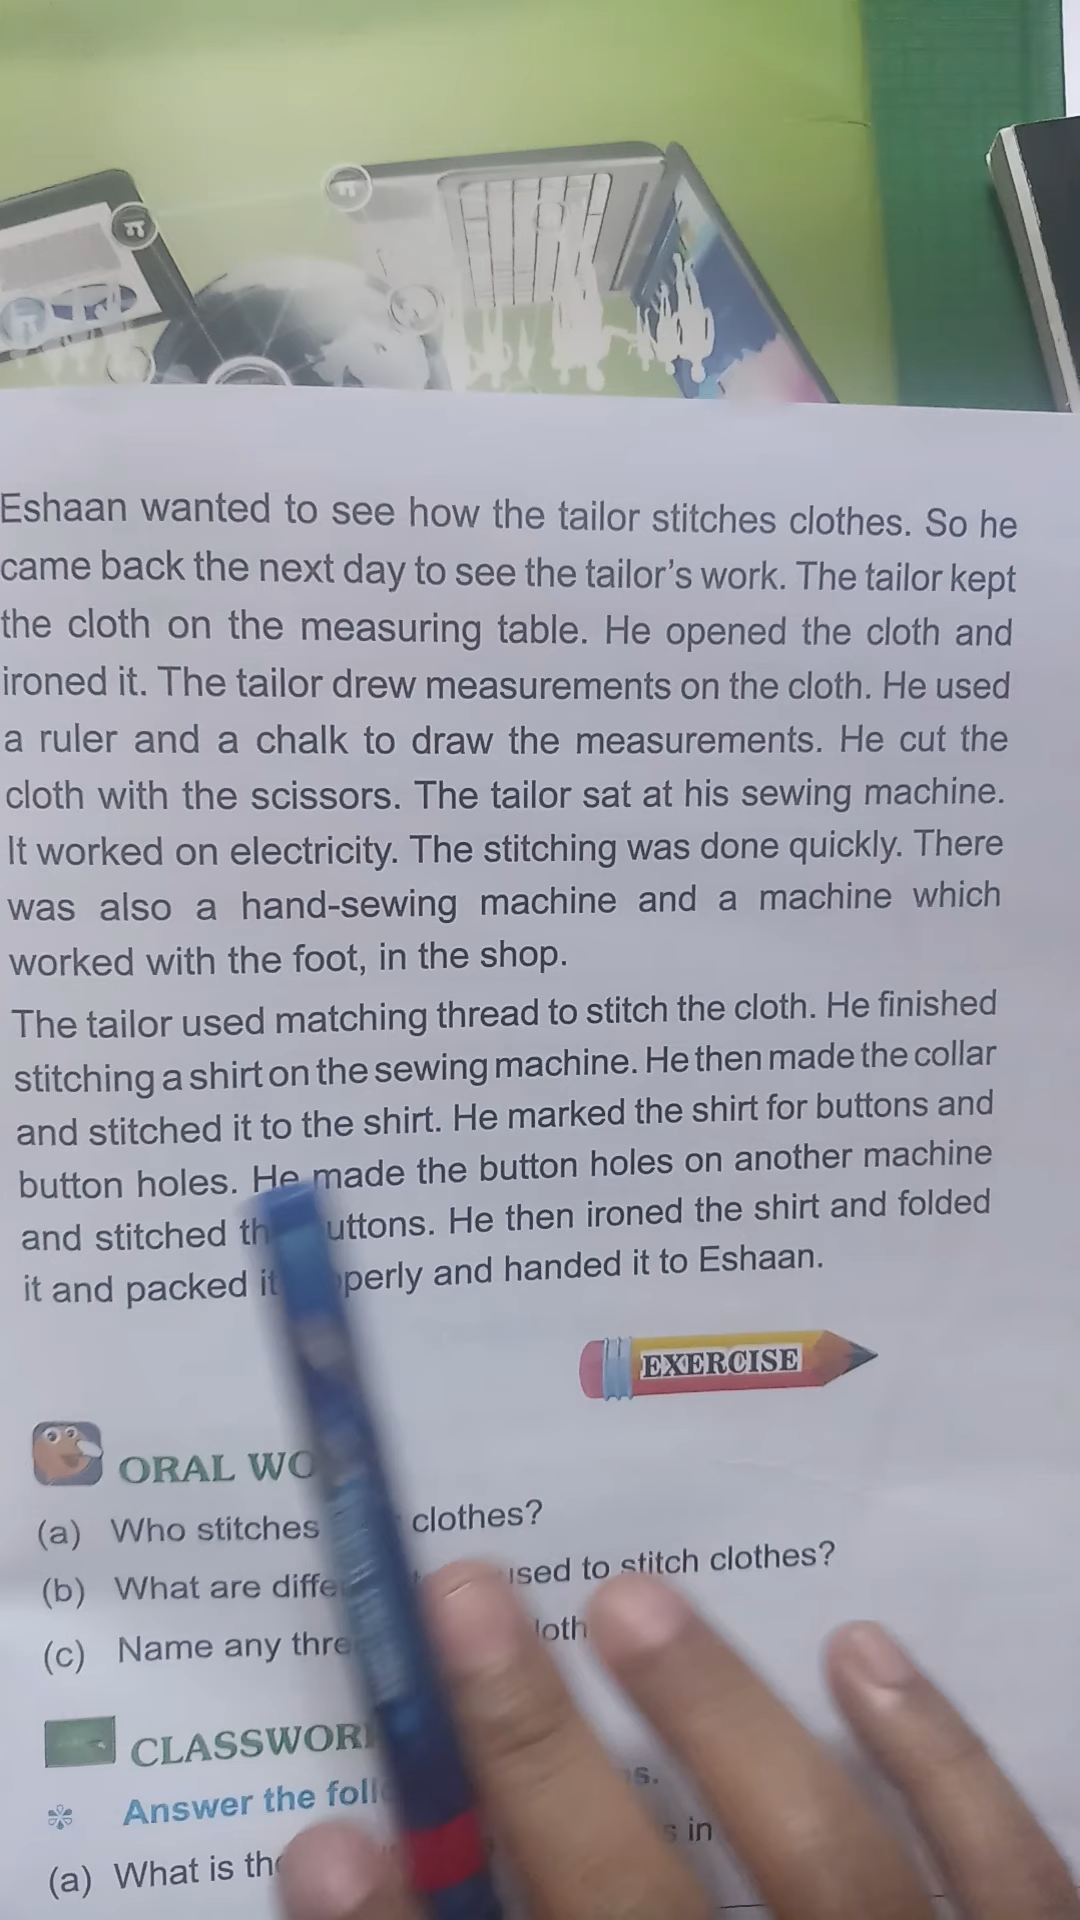 Eshaan wanted to see how the tailor stitches clothes. So he
came back the next day to see the tailor's work. The tailor kept
the cloth on the measuring table. He opened the cloth and
ironed it. The tailor drew measurements on the cloth. He used
a ruler and a chalk to draw the measurements. He cut the
cloth with the scissors. The tailor sat at his sewing machine.
It worked on electricity. The stitching was done quickly. There
was also a hand-sewing machine and a machine which
worked with the foot, in the shop.
The tailor used matching thread to stitch the cloth. He finished
stitching a shirt on the sewing machine. He then made the collar
and stitched it to the shirt. He marked the shirt for buttons and
button holes. He made the button holes on another machine
and stitched the buttons. He then ironed the shirt and folded
it and packed it properly and handed it to Eshaan.
EXERCISE
ORAL
(a) Who stitches clothes?
(b) What are used to stitch clothes?
(c) Name any
CLASSWORK
Answer the
(a) What is in